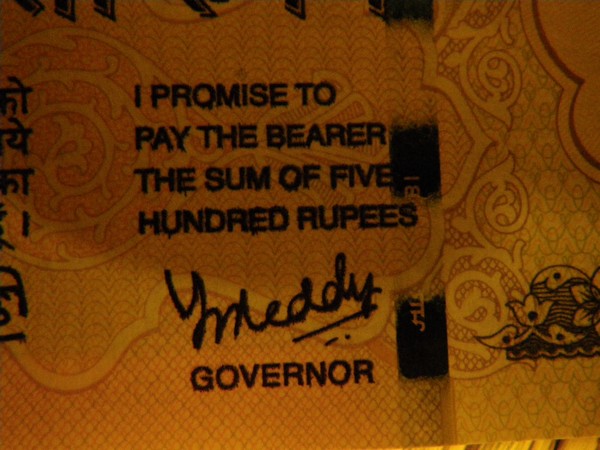 को
I PROMISE TO
ये
PAY THE BEARER
का
THE SUM OF FIVE
HUNDRED RUPEES
GOVERNOR